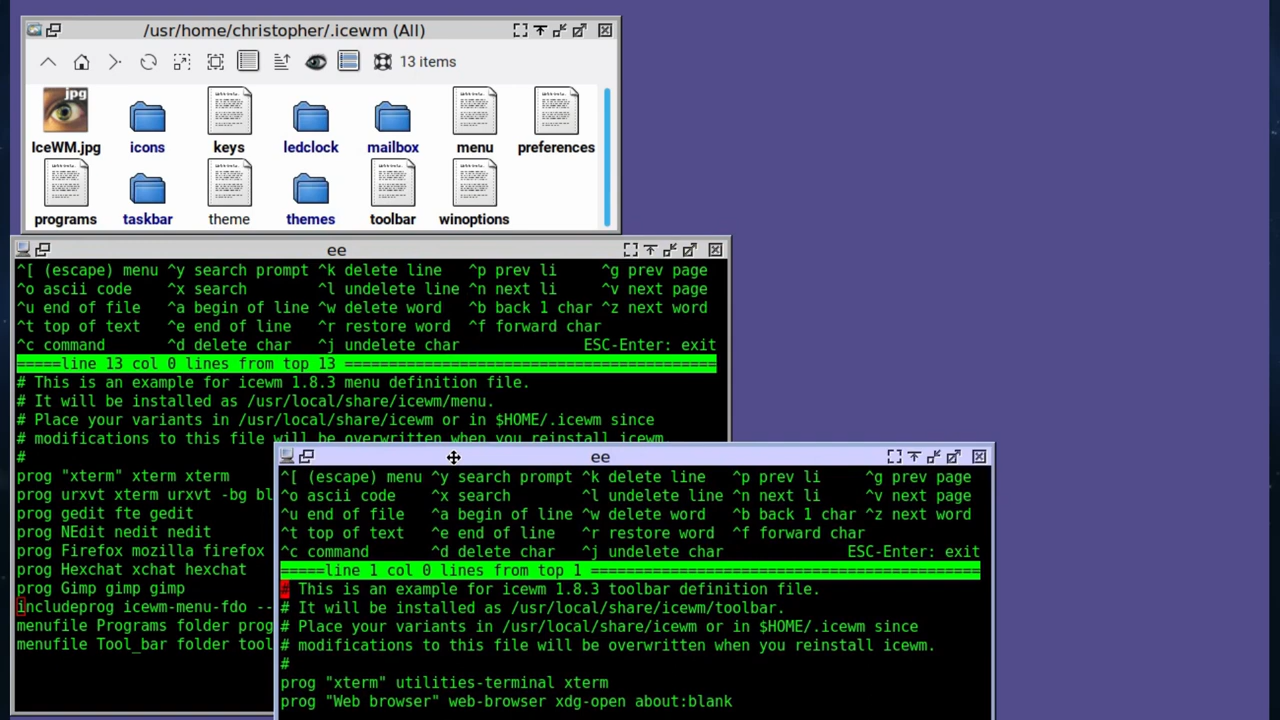 /usr/home/christopher/.icewm (All)
13 items
jpg
IceWM.jpg icons keys ledclock mailbox menu preferences
programs taskbar theme themes toolbar winoptions
ee
^[ (escape) menu ^y search prompt ^k delete line ^p prev li ^g prev page
^o ascii code ^x search ^l undelete line ^n next li ^v next page
^u end of file ^a begin of line ^w delete word ^b back 1 char ^z next word
^t top of text ^e end of line ^r restore word ^f forward char
^c command ^d delete char ^j undelete char ESC-Enter: exit
=====line 13 col 0 lines from top 13 ==========================================
# This is an example for icewm 1.8.3 menu definition file.
# It will be installed as /usr/local/share/icewm/menu.
# Place your variants in /usr/local/share/icewm or in $HOME/.icewm since
# modifications to this file will be overwritten when you reinstall icewm.
#
prog "xterm" xterm xterm
prog urxvt xterm urxvt -bg bl
prog gedit fte gedit
prog NEdit nedit nedit
prog Firefox mozilla firefox
prog Hexchat xchat hexchat
prog Gimp gimp gimp
includeprog icewm-menu-fdo --
menufile Programs folder prog
menufile Tool_bar folder tool
ee
^[ (escape) menu ^y search prompt ^k delete line ^p prev li ^g prev page
^o ascii code ^x search ^l undelete line ^n next li ^v next page
^u end of file ^a begin of line ^w delete word ^b back 1 char ^z next word
^t top of text ^e end of line ^r restore word ^f forward char
^c command ^d delete char ^j undelete char ESC-Enter: exit
=====line 1 col 0 lines from top 1 ============================================
# This is an example for icewm 1.8.3 toolbar definition file.
# It will be installed as /usr/local/share/icewm/toolbar.
# Place your variants in /usr/local/share/icewm or in $HOME/.icewm since
# modifications to this file will be overwritten when you reinstall icewm.
#
prog "xterm" utilities-terminal xterm
prog "Web browser" web-browser xdg-open about:blank